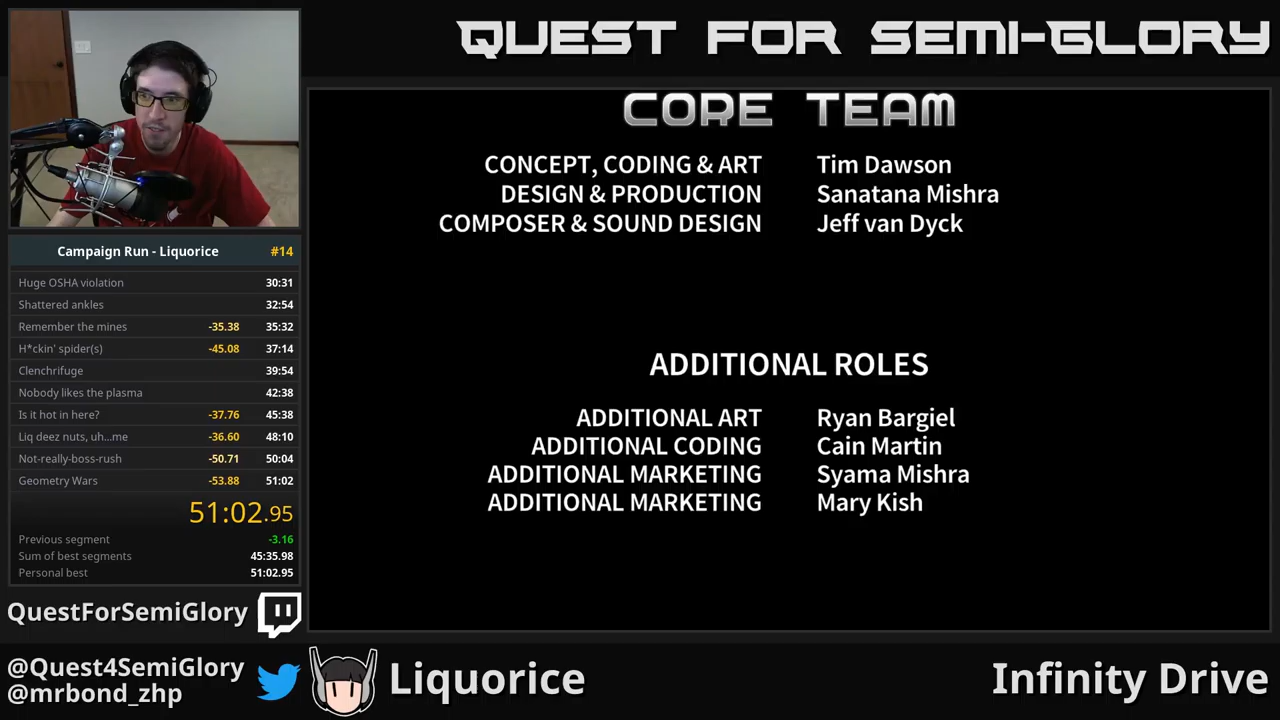 QUEST FOR SEMI-GLORY
Campaign Run - Liquorice #14
Huge OSHA violation 30:31
Shattered ankles 32:54
Remember the mines -35.38 35:32
H*ckin' spider(s) -45.08 37:14
Clenchrifuge 39:54
Nobody likes the plasma 42:38
Is it hot in here? -37.76 45:38
Liq deez nuts, uh...me -36.60 48:10
Not-really-boss-rush -50.71 50:04
Geometry Wars -53.88 51:02
51:02.95
Previous segment -3.16
Sum of best segments 45:35.98
Personal best 51:02.95
QuestForSemiGlory
@Quest4SemiGlory
@mrbond_zhp
CORE TEAM
CONCEPT, CODING & ART Tim Dawson
DESIGN & PRODUCTION Sanatana Mishra
COMPOSER & SOUND DESIGN Jeff van Dyck
ADDITIONAL ROLES
ADDITIONAL ART Ryan Bargiel
ADDITIONAL CODING Cain Martin
ADDITIONAL MARKETING Syama Mishra
ADDITIONAL MARKETING Mary Kish
Liquorice
Infinity Drive